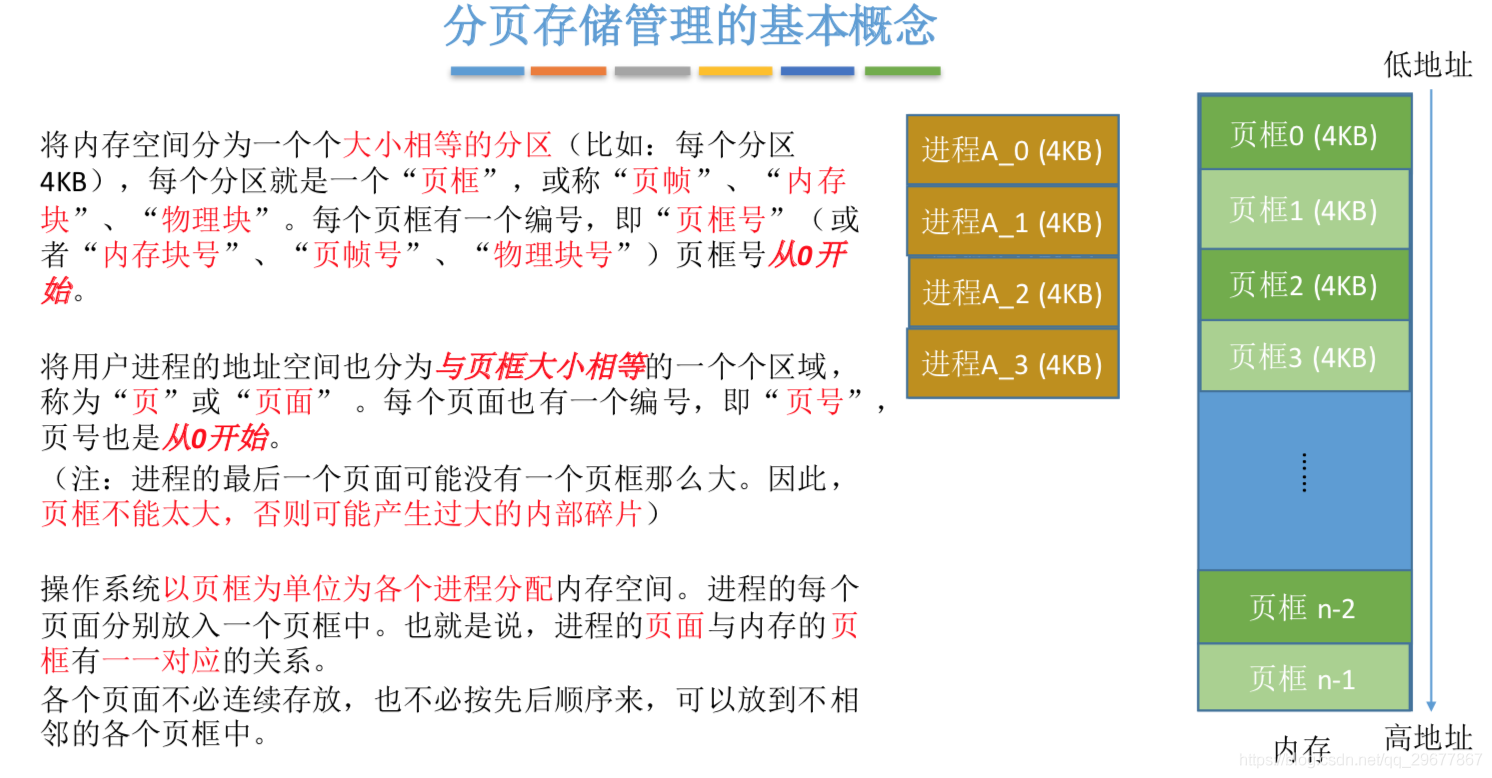 分页存储管理的基本概念
将内存空间分为一个个大小相等的分区（比如：每个分区
4KB），每个分区就是一个“页框”，或称“页帧”、“内存
块”、“物理块”。每个页框有一个编号，即“页框号”（或
者“内存块号”、“页帧号”、“物理块号”）页框号从0开
始。
将用户进程的地址空间也分为与页框大小相等的一个个区域，
称为“页”或“页面” 。每个页面也有一个编号，即“页号”，
页号也是从0开始。
（注：进程的最后一个页面可能没有一个页框那么大。因此，
页框不能太大，否则可能产生过大的内部碎片）
操作系统以页框为单位为各个进程分配内存空间。进程的每个
页面分别放入一个页框中。也就是说，进程的页面与内存的页
框有一一对应的关系。
各个页面不必连续存放，也不必按先后顺序来，可以放到不相
邻的各个页框中。
进程A_0 (4KB)
进程A_1 (4KB)
进程A_2 (4KB)
进程A_3 (4KB)
低地址
页框0 (4KB)
页框1 (4KB)
页框2 (4KB)
页框3 (4KB)
……
页框 n-2
页框 n-1
内存
高地址
https://blog.csdn.net/qq_29677867